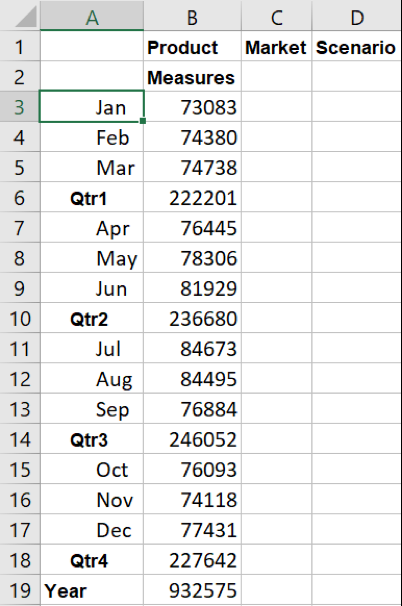 A B C D
1 Product Market Scenario
2 Measures
3 Jan 73083
4 Feb 74380
5 Mar 74738
6 Qtr1 222201
7 Apr 76445
8 May 78306
9 Jun 81929
10 Qtr2 236680
11 Jul 84673
12 Aug 84495
13 Sep 76884
14 Qtr3 246052
15 Oct 76093
16 Nov 74118
17 Dec 77431
18 Qtr4 227642
19 Year 932575